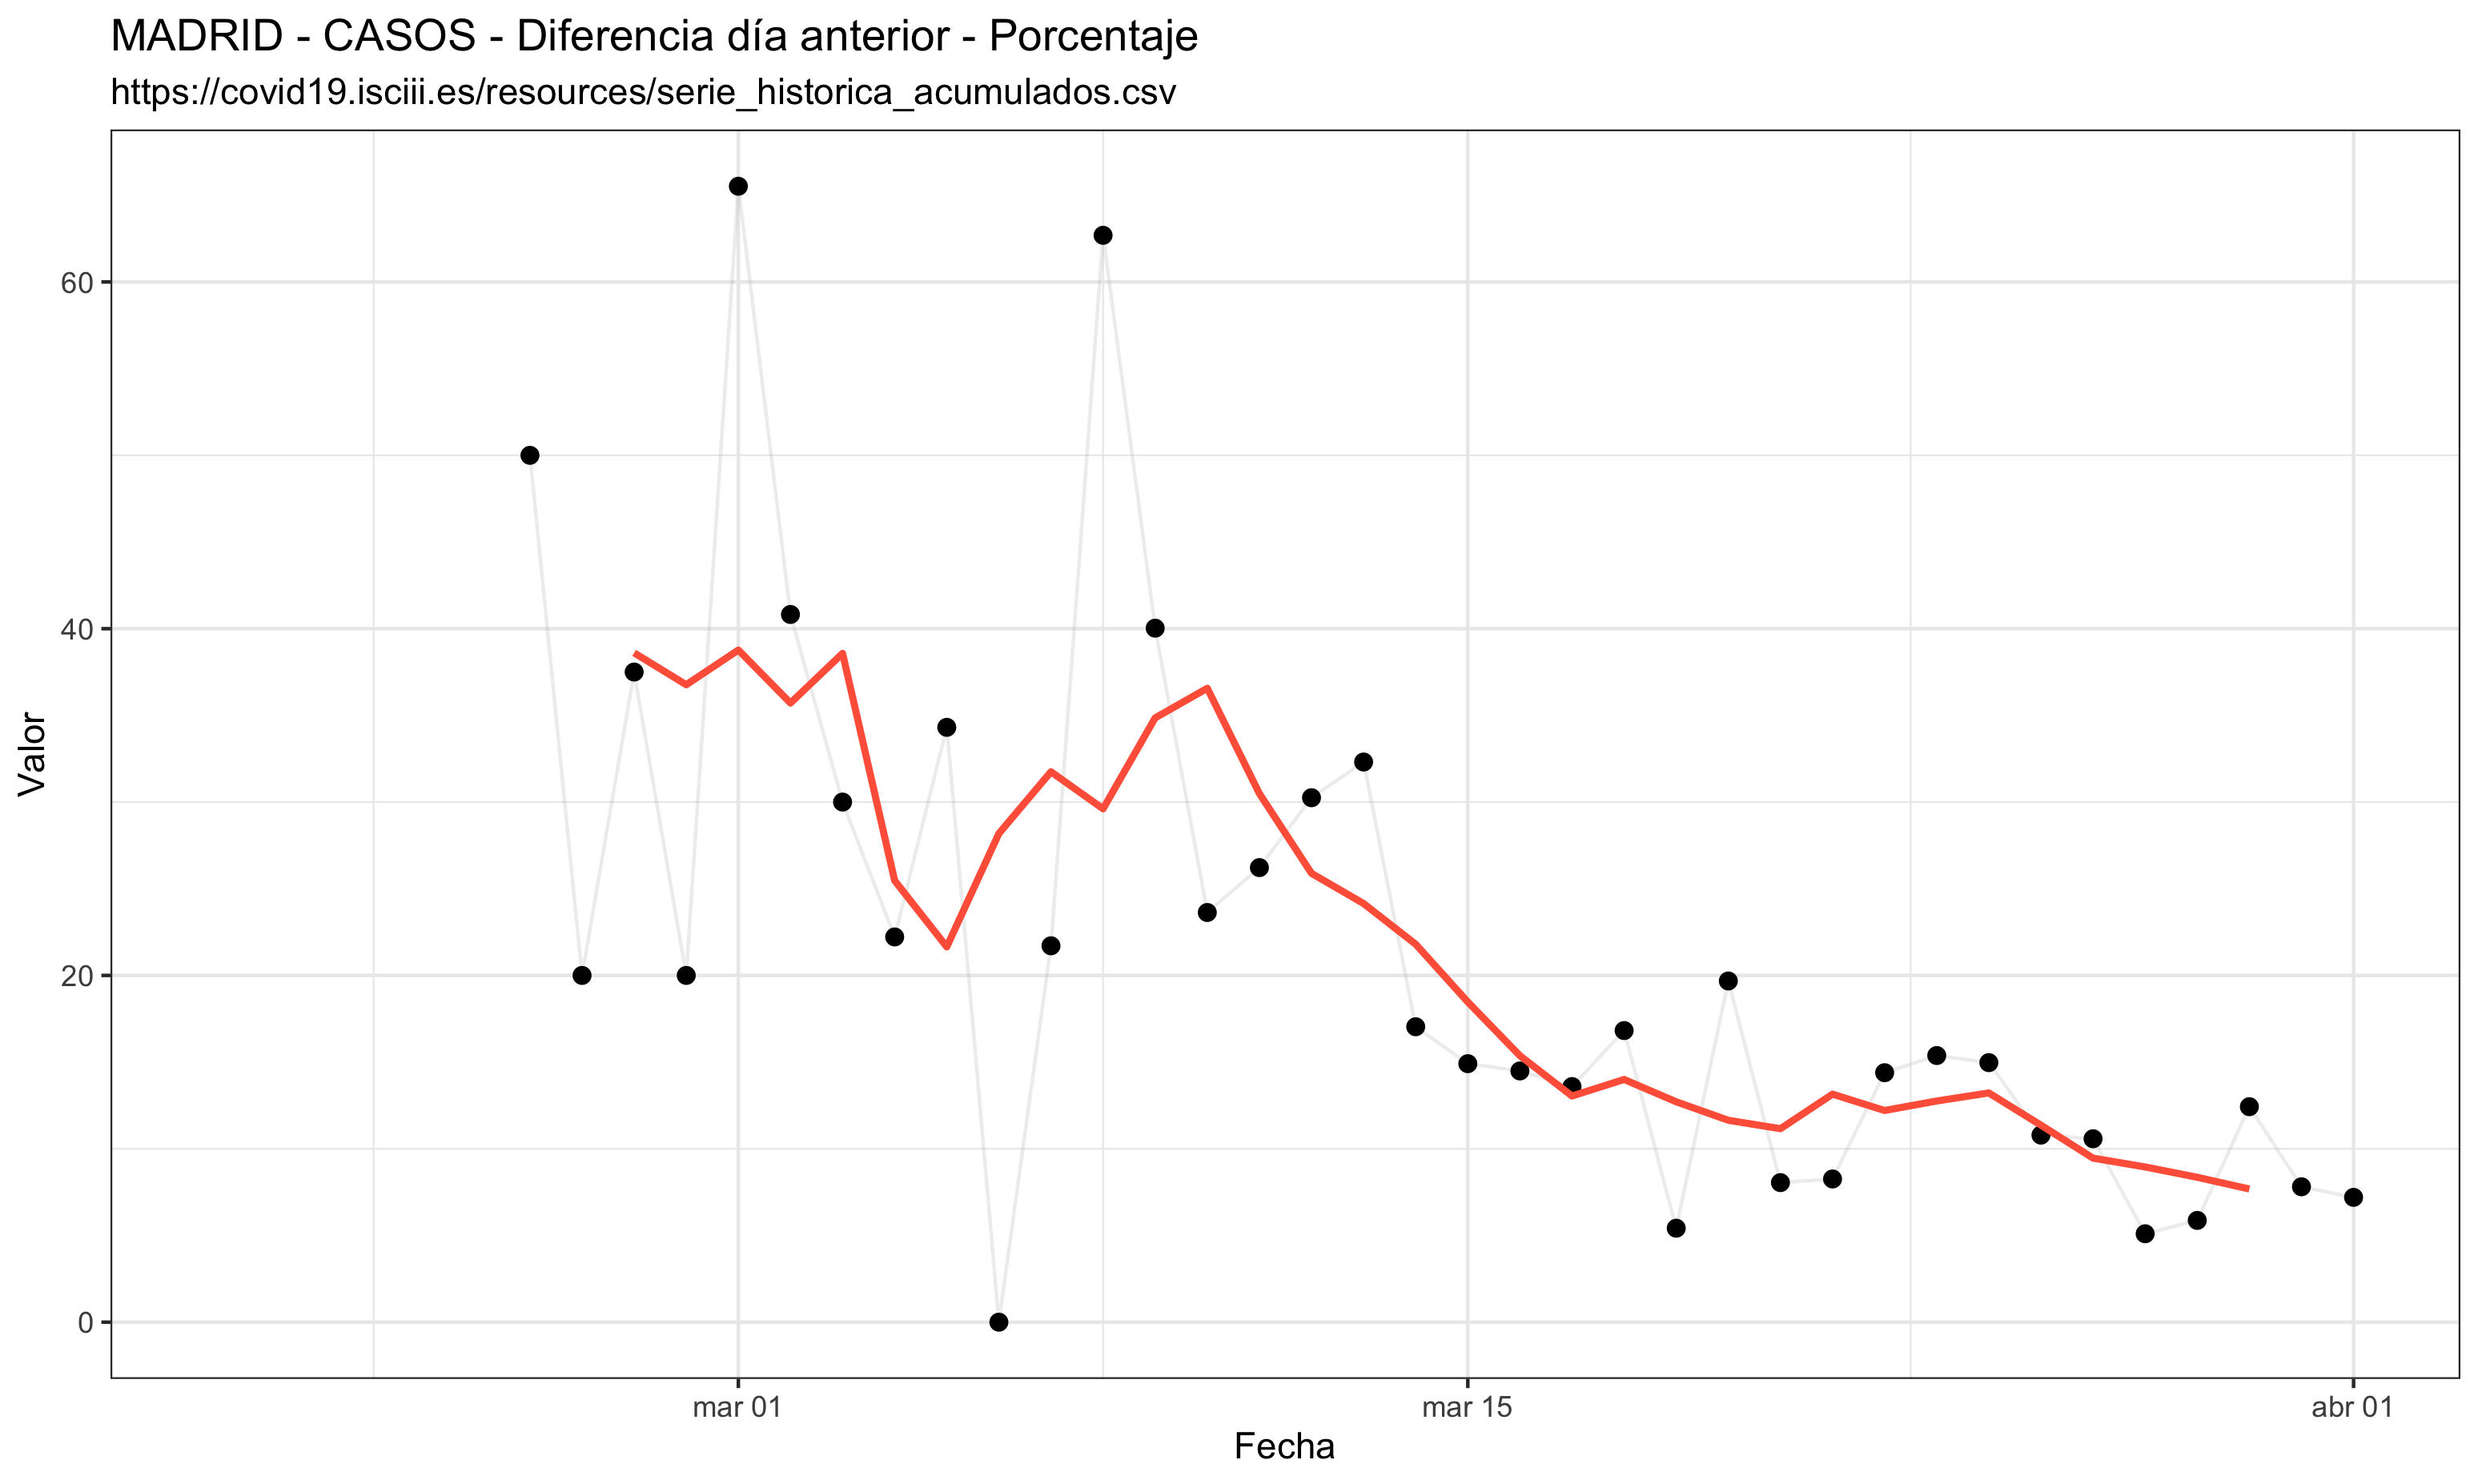 MADRID - CASOS - Diferencia día anterior - Porcentaje
https://covid19.isciii.es/resources/serie_historica_acumulados.csv
Valor
60
40
20
0
mar 01
mar 15
abr 01
Fecha